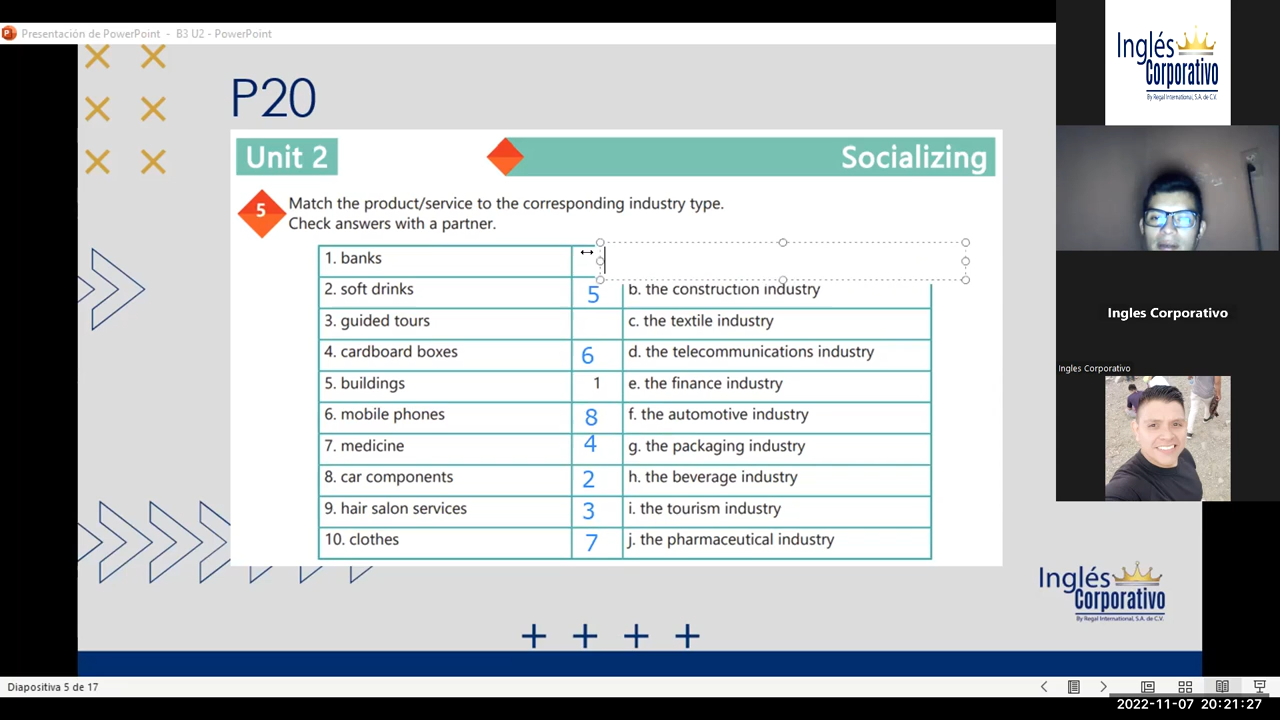 Presentación de PowerPoint - B3 U2 - PowerPoint
P20
Unit 2
Socializing
5
Match the product/service to the corresponding industry type.
Check answers with a partner.
1. banks
2. soft drinks 5 b. the construction industry
3. guided tours c. the textile industry
4. cardboard boxes 6 d. the telecommunications industry
5. buildings 1 e. the finance industry
6. mobile phones 8 f. the automotive industry
7. medicine 4 g. the packaging industry
8. car components 2 h. the beverage industry
9. hair salon services 3 i. the tourism industry
10. clothes 7 j. the pharmaceutical industry
Inglés
Corporativo
By Regal International, S.A. de C.V.
Diapositiva 5 de 17
Inglés
Corporativo
By Regal International, S.A. de C.V.
Ingles Corporativo
Ingles Corporativo
2022-11-07 20:21:27